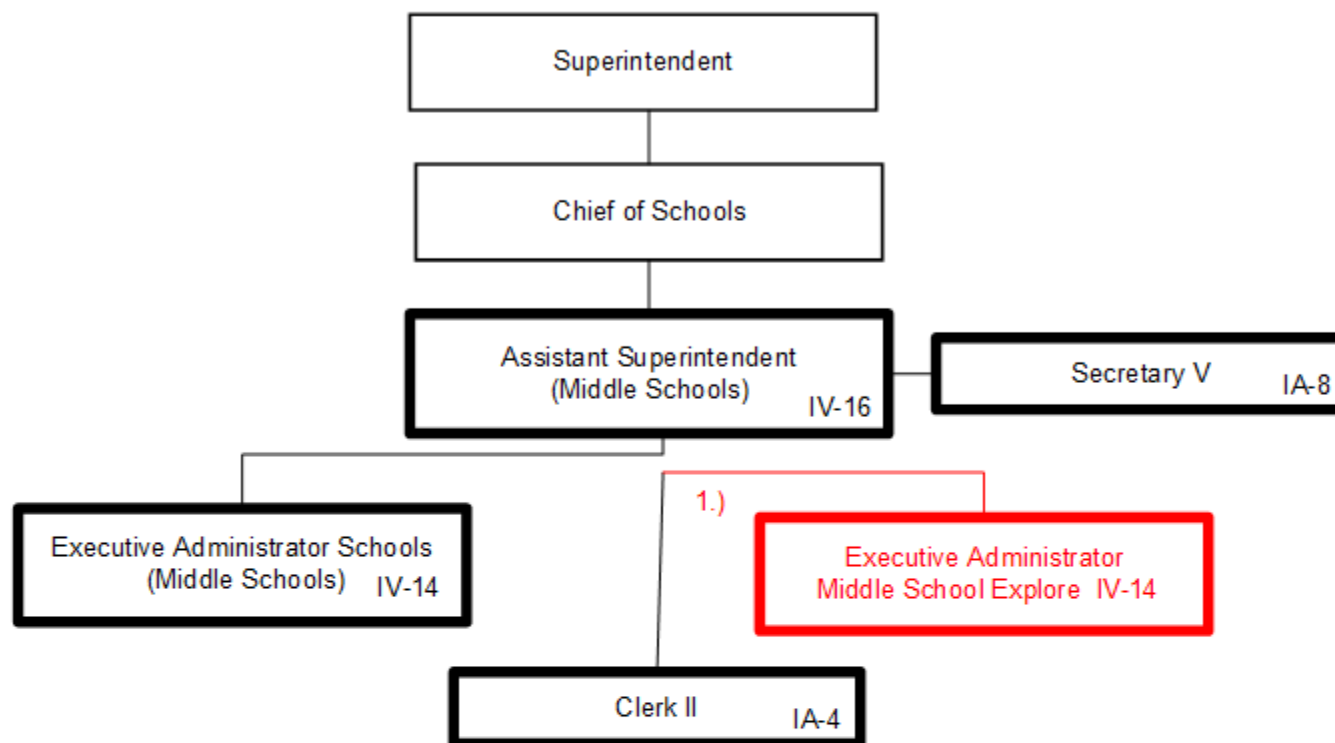 Superintendent
Chief of Schools
Assistant Superintendent
(Middle Schools)
IV-16
Secretary V
IA-8
Executive Administrator Schools
(Middle Schools)
IV-14
1.)
Executive Administrator
Middle School Explore IV-14
Clerk II
IA-4